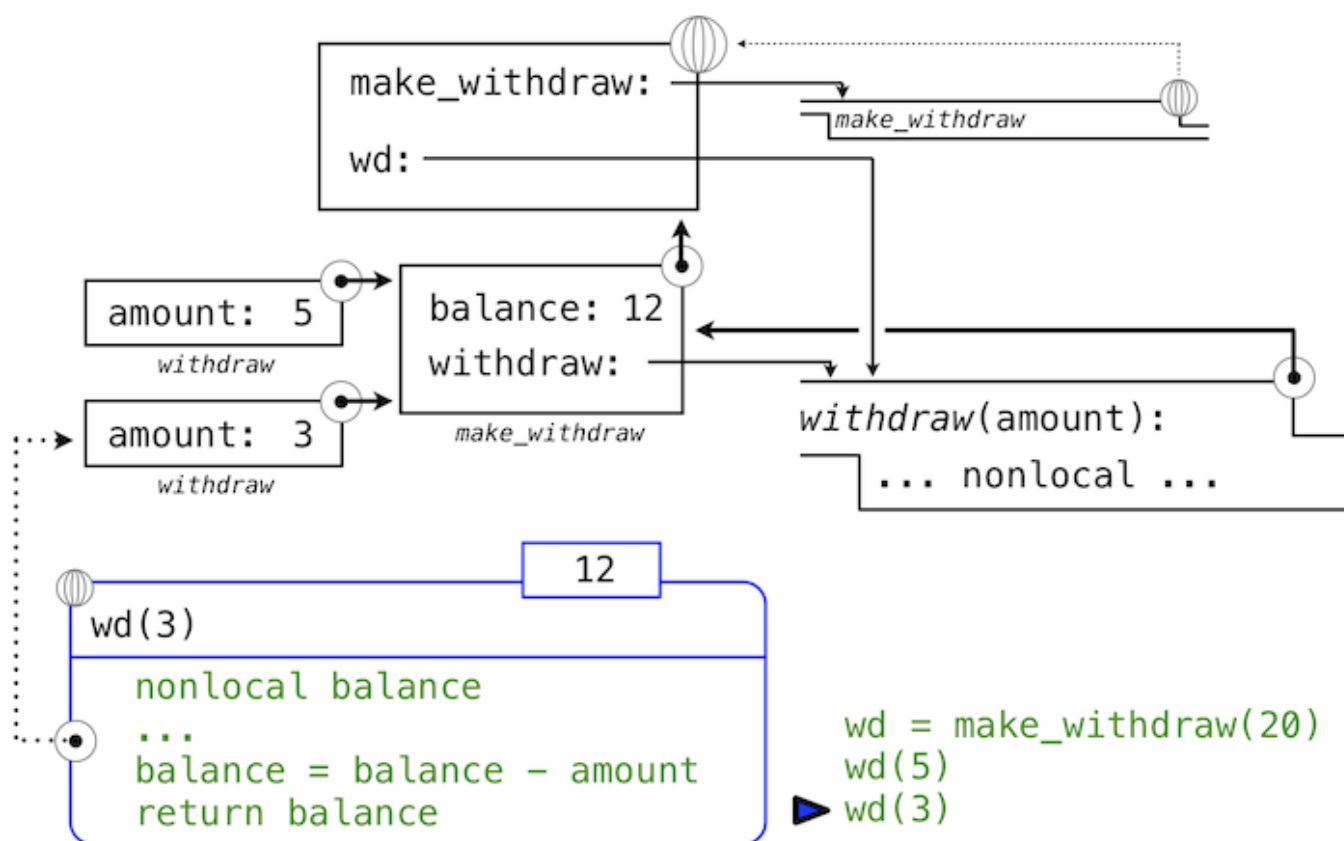 make_withdraw:
make_withdraw
wd:
amount: 5
withdraw
balance: 12
withdraw:
make_withdraw
amount: 3
withdraw
withdraw(amount):
... nonlocal ...
12
wd(3)
nonlocal balance
...
balance = balance – amount
return balance
wd = make_withdraw(20)
wd(5)
wd(3)